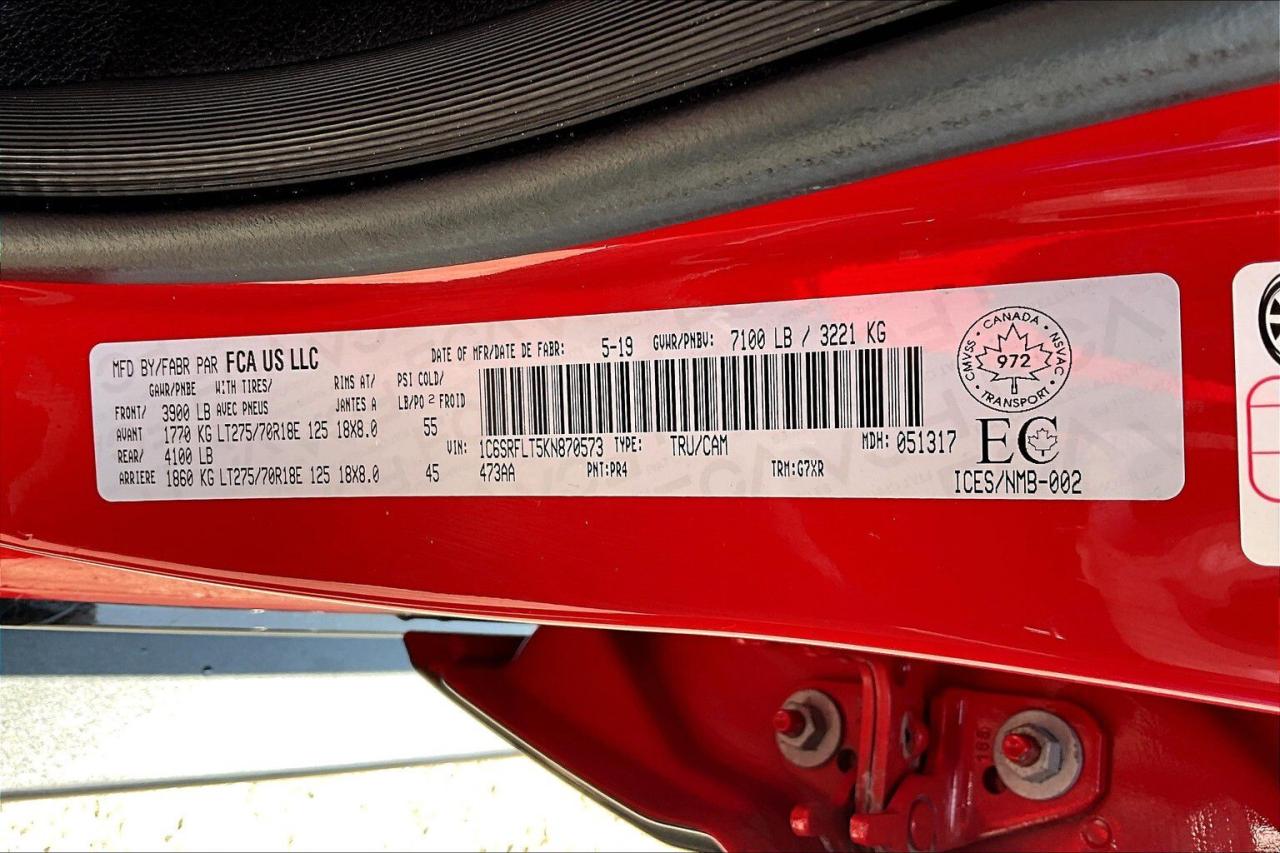 MFD BY/FABR PAR FCA US LLC
DATE OF MFR/DATE DE FABR: 5-19 GVWR/PNBV: 7100 LB / 3221 KG
GAWR/PNBE WITH TIRES/ RIMS AT/ PSI COLD/
FRONT/ 3900 LB AVEC PNEUS JANTES A LB/PO² FROID
AVANT 1770 KG LT275/70R18E 125 18X8.0 55
REAR/ 4100 LB
ARRIERE 1860 KG LT275/70R18E 125 18X8.0 45
VIN: 1C6SRFLT5KN870573 TYPE: TRU/CAM MDH: 051317
473AA PNT:PR4 TRM:G7XR
CANADA
CMVSS 972 NSVAC
TRANSPORT
EC
ICES/NMB-002
168